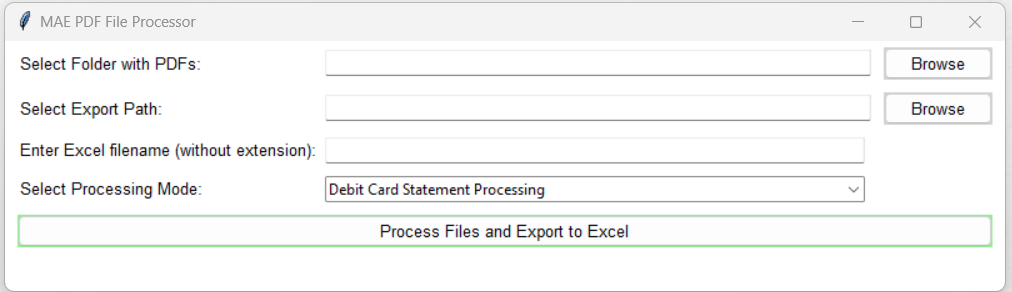 MAE PDF File Processor
Select Folder with PDFs: Browse
Select Export Path: Browse
Enter Excel filename (without extension):
Select Processing Mode: Debit Card Statement Processing
Process Files and Export to Excel